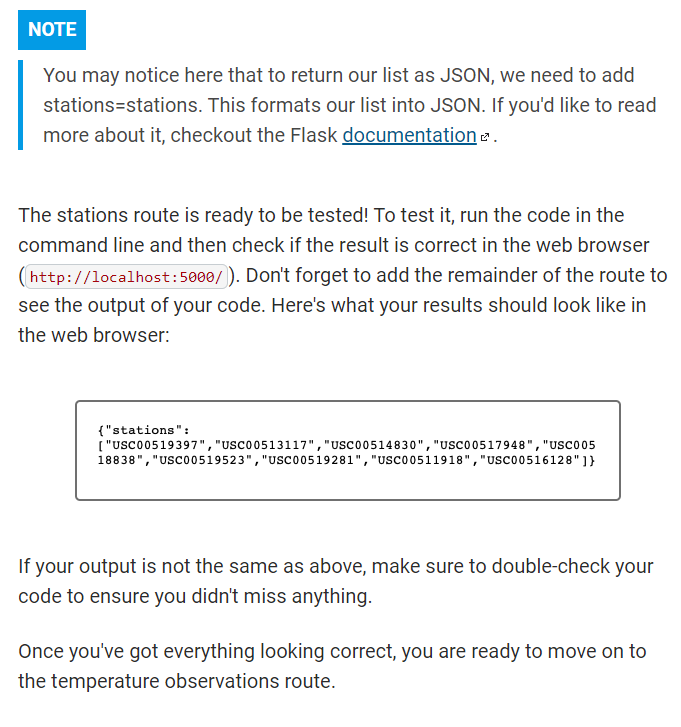 NOTE
You may notice here that to return our list as JSON, we need to add
stations=stations. This formats our list into JSON. If you'd like to read
more about it, checkout the Flask documentation.
The stations route is ready to be tested! To test it, run the code in the
command line and then check if the result is correct in the web browser
(http://localhost:5000/). Don't forget to add the remainder of the route to
see the output of your code. Here's what your results should look like in
the web browser:
{"stations":
["USC00519397","USC00513117","USC00514830","USC00517948","USC005
18838","USC00519523","USC00519281","USC00511918","USC00516128"]}
If your output is not the same as above, make sure to double-check your
code to ensure you didn't miss anything.
Once you've got everything looking correct, you are ready to move on to
the temperature observations route.